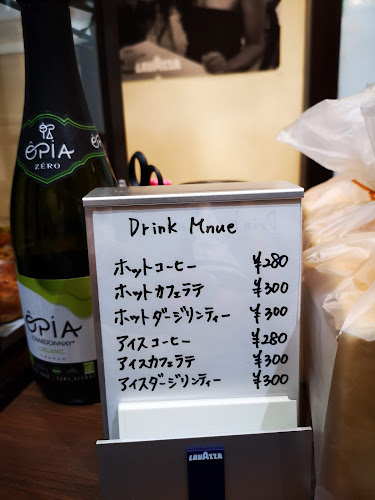 LAVAZZA
ÓPIA
ZÉRO
ÓPIA
CHARDONNAY
ORGANIC
Drink Mnue
ホットコーヒー ¥280
ホットカフェラテ ¥300
ホットダージリンティー ¥300
アイスコーヒー ¥280
アイスカフェラテ ¥300
アイスダージリンティー ¥300
LAVAZZA